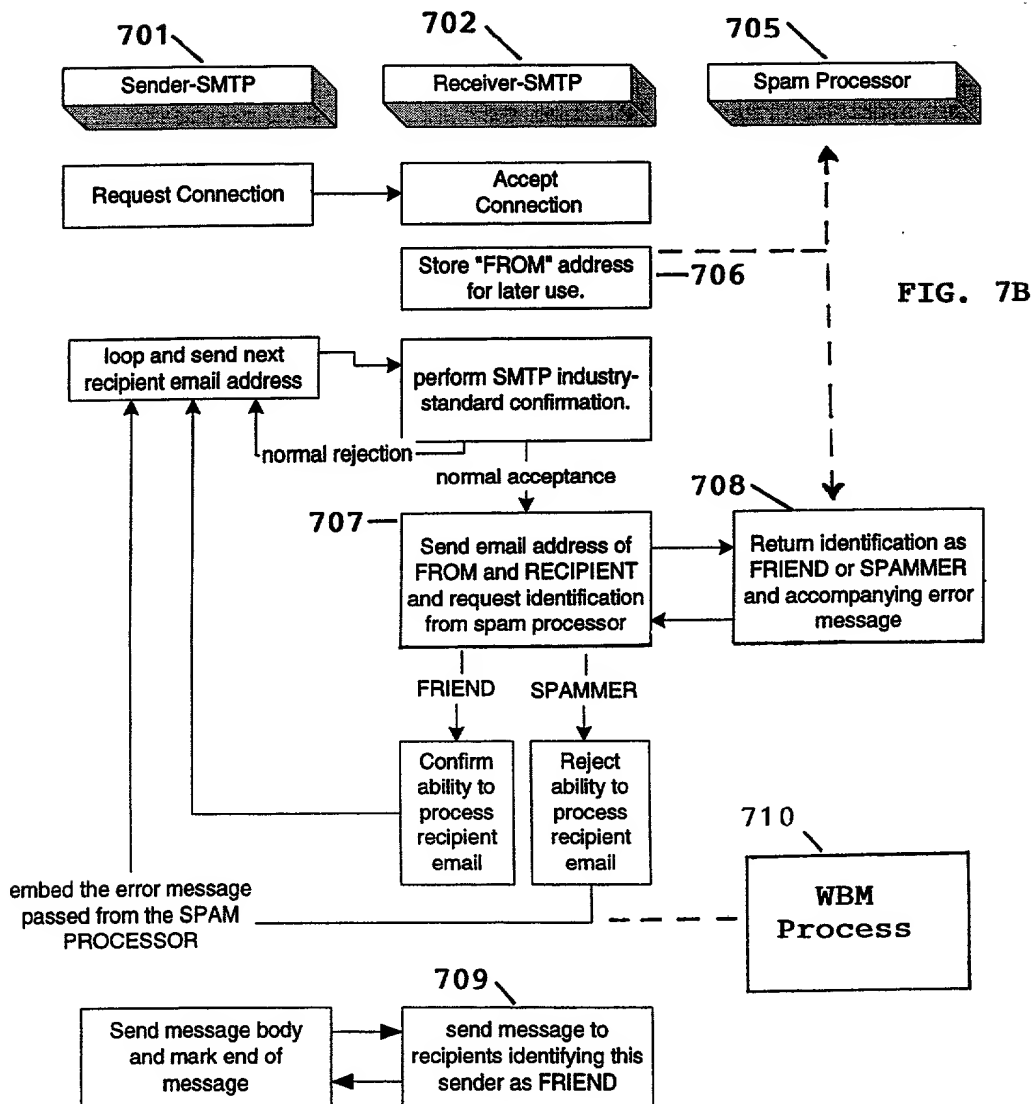 701
702
705
Sender-SMTP
Receiver-SMTP
Spam Processor
Request Connection
Accept
Connection
Store "FROM" address
for later use.
706
FIG. 7B
loop and send next
recipient email address
perform SMTP industry-
standard confirmation.
normal rejection
normal acceptance
707
708
Send email address of
FROM and RECIPIENT
and request identification
from spam processor
Return identification as
FRIEND or SPAMMER
and accompanying error
message
FRIEND
SPAMMER
Confirm
ability to
process
recipient
email
Reject
ability to
process
recipient
email
710
WBM
Process
embed the error message
passed from the SPAM
PROCESSOR
709
Send message body
and mark end of
message
send message to
recipients identifying this
sender as FRIEND